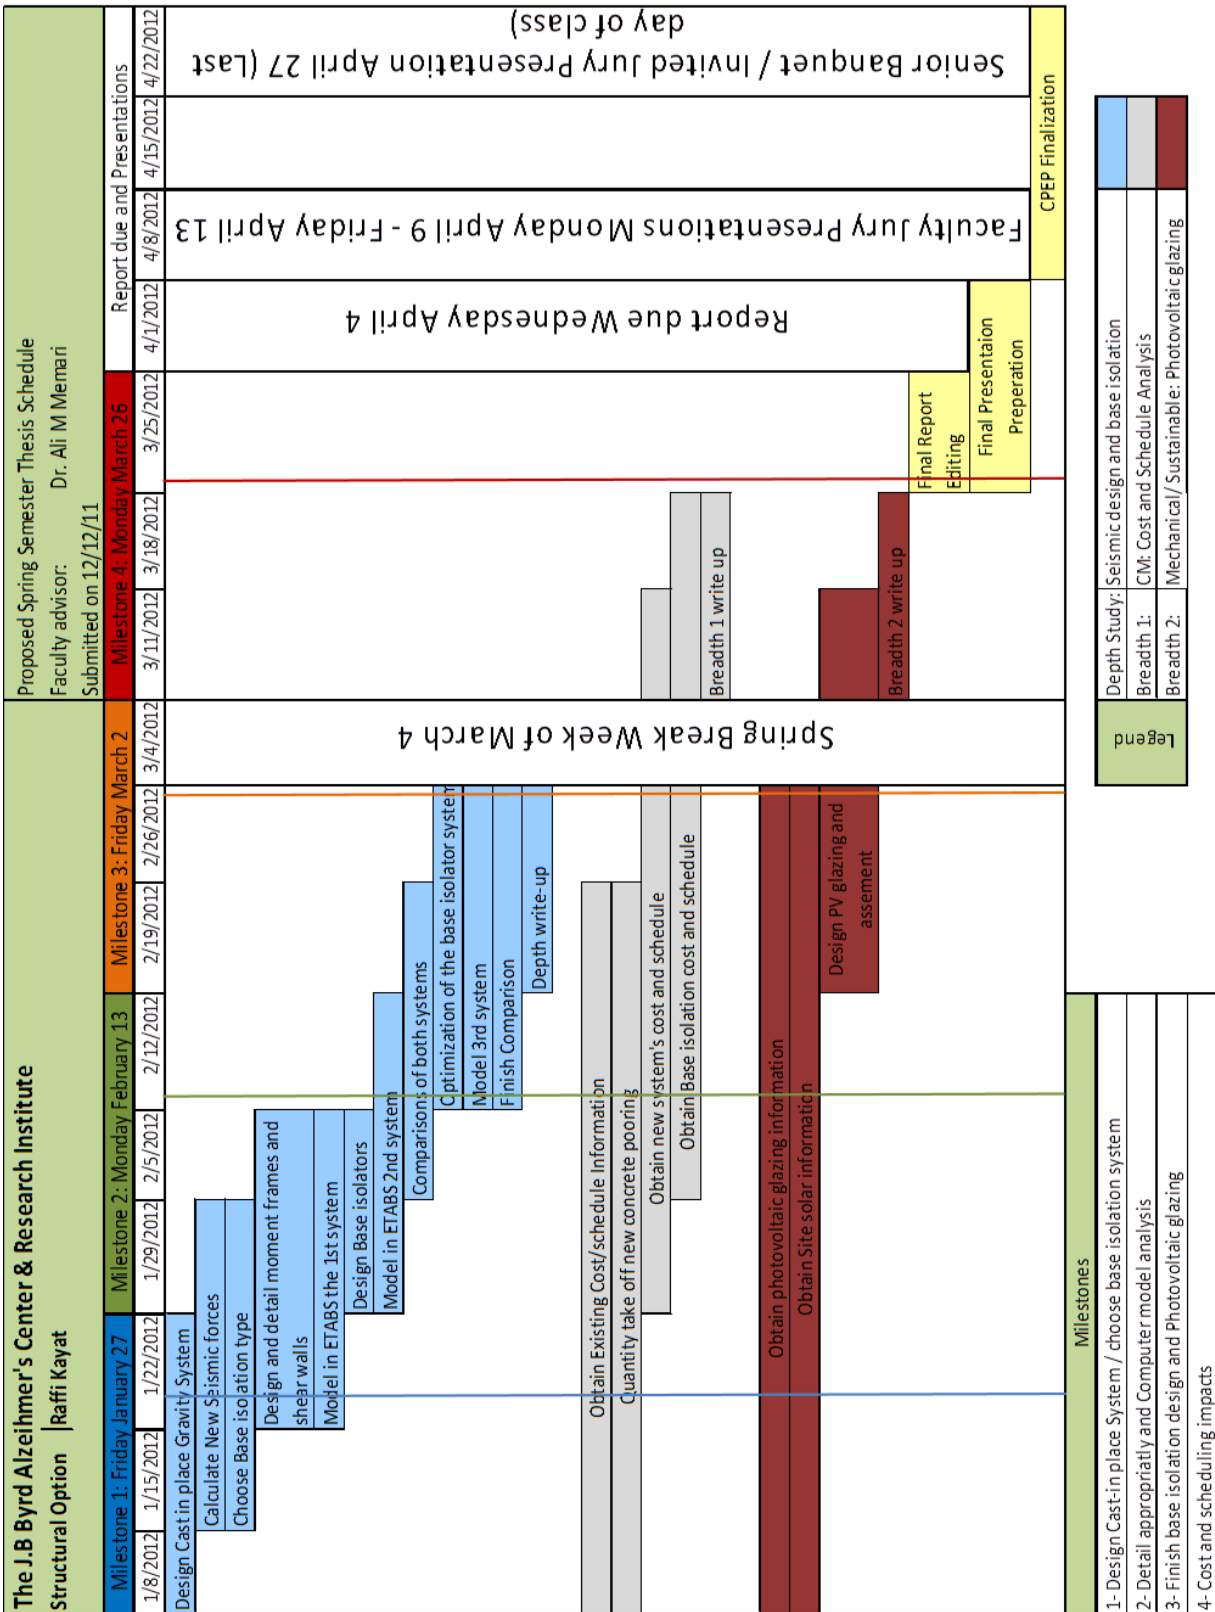 The J.B Byrd Alzeihmer's Center & Research Institute
Structural Option
Raffi Kayat
Proposed Spring Semester Thesis Schedule
Faculty advisor: Dr. Ali M Memari
Submitted on 12/12/11
Milestone 1: Friday January 27
Milestone 2: Monday February 13
Milestone 3: Friday March 2
Milestone 4: Monday March 26
Report due and Presentations
1/8/2012
1/15/2012
1/22/2012
1/29/2012
2/5/2012
2/12/2012
2/19/2012
2/26/2012
3/4/2012
3/11/2012
3/18/2012
3/25/2012
4/1/2012
4/8/2012
4/15/2012
4/22/2012
Design Cast in place Gravity System
Calculate New Seismic forces
Choose Base isolation type
Design and detail moment frames and
shear walls
Model in ETABS the 1st system
Design Base isolators
Model in ETABS 2nd system
Comparisons of both systems
Optimization of the base isolator system
Model 3rd system
Finish Comparison
Depth write-up
Obtain Existing Cost/schedule Information
Quantity take off new concrete pooring
Obtain new system's cost and schedule
Obtain Base isolation cost and schedule
Breadth 1 write up
Obtain photovoltaic glazing information
Obtain Site solar information
Design PV glazing and
assement
Breadth 2 write up
Spring Break Week of March 4
Final Report
Editing
Final Presentaion
Preperation
Report due Wednesday April 4
Faculty Jury Presentations Monday April 9 - Friday April 13
Senior Banquet / Invited Jury Presentation April 27 (Last
day of class)
CPEP Finalization
Milestones
1- Design Cast-in place System / choose base isolation system
2- Detail appropriatly and Computer model analysis
3- Finish base isolation design and Photovoltaic glazing
4- Cost and scheduling impacts
Legend
Depth Study: Seismic design and base isolation
Breadth 1: CM: Cost and Schedule Analysis
Breadth 2: Mechanical/ Sustainable: Photovoltaic glazing